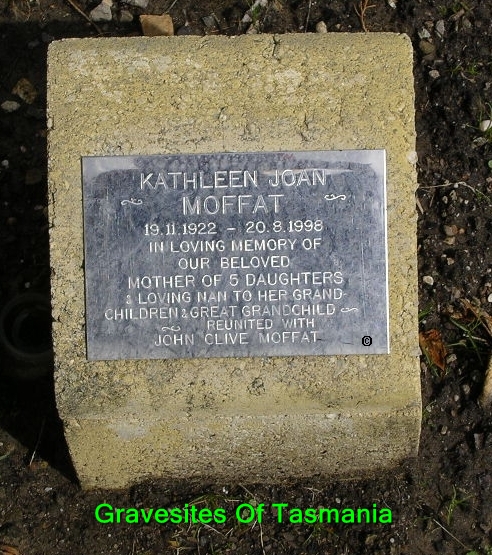 KATHLEEN JOAN
~ MOFFAT ~
19.11.1922 - 20.8.1998
IN LOVING MEMORY OF
OUR BELOVED
MOTHER OF 5 DAUGHTERS
& LOVING NAN TO HER GRAND-
CHILDREN & GREAT GRANDCHILD ~
~ REUNITED WITH
JOHN CLIVE MOFFAT
©
Gravesites Of Tasmania